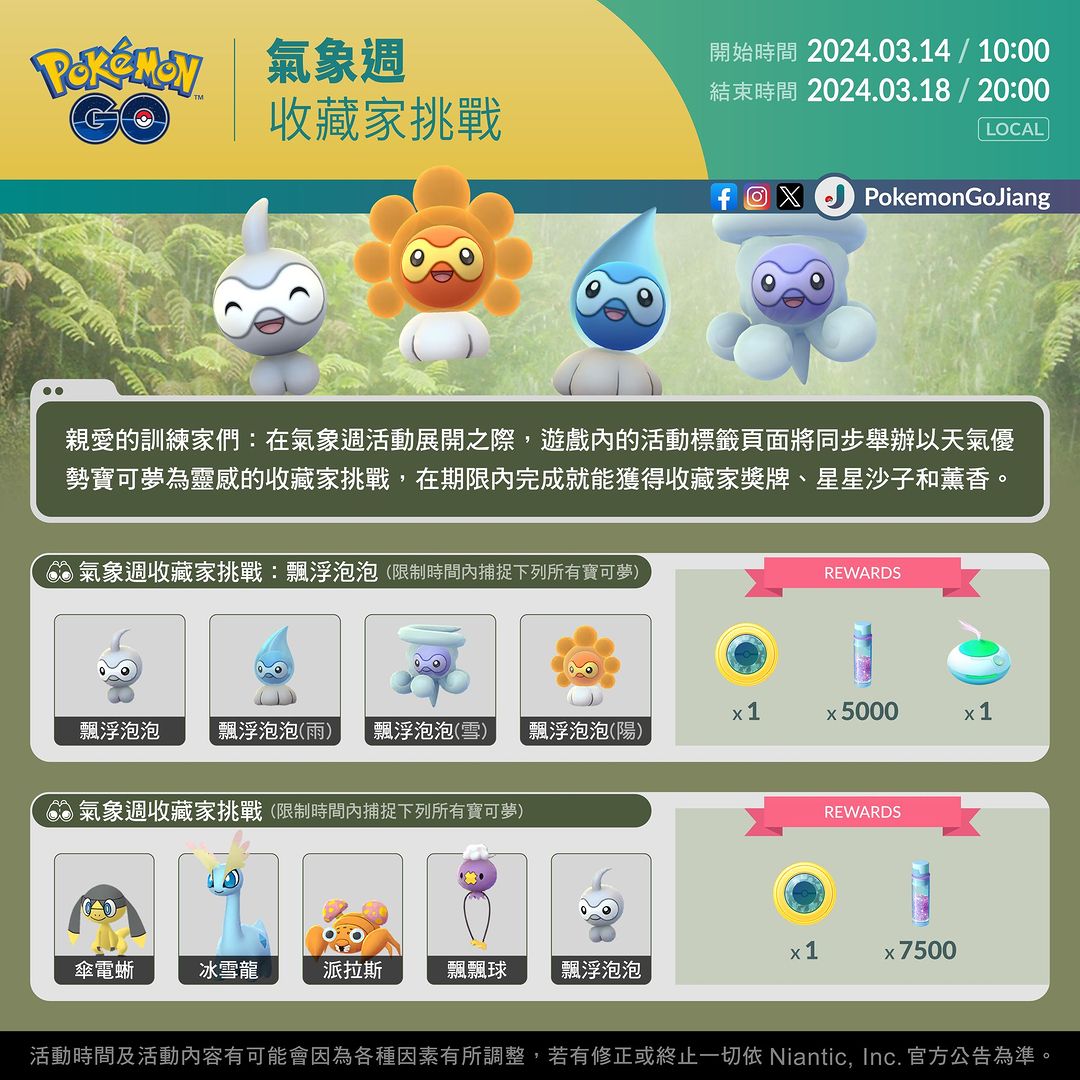 POKéMON GO™
氣象週
收藏家挑戰
開始時間 2024.03.14 / 10:00
結束時間 2024.03.18 / 20:00
LOCAL
PokemonGoJiang
親愛的訓練家們：在氣象週活動展開之際，遊戲內的活動標籤頁面將同步舉辦以天氣優
勢寶可夢為靈感的收藏家挑戰，在期限內完成就能獲得收藏家獎牌、星星沙子和薰香。
氣象週收藏家挑戰：飄浮泡泡 (限制時間內捕捉下列所有寶可夢)
REWARDS
飄浮泡泡
飄浮泡泡(雨)
飄浮泡泡(雪)
飄浮泡泡(陽)
x 1
x 5000
x 1
氣象週收藏家挑戰 (限制時間內捕捉下列所有寶可夢)
REWARDS
傘電蜥
冰雪龍
派拉斯
飄飄球
飄浮泡泡
x 1
x 7500
活動時間及活動內容有可能會因為各種因素有所調整，若有修正或終止一切依 Niantic, Inc. 官方公告為準。